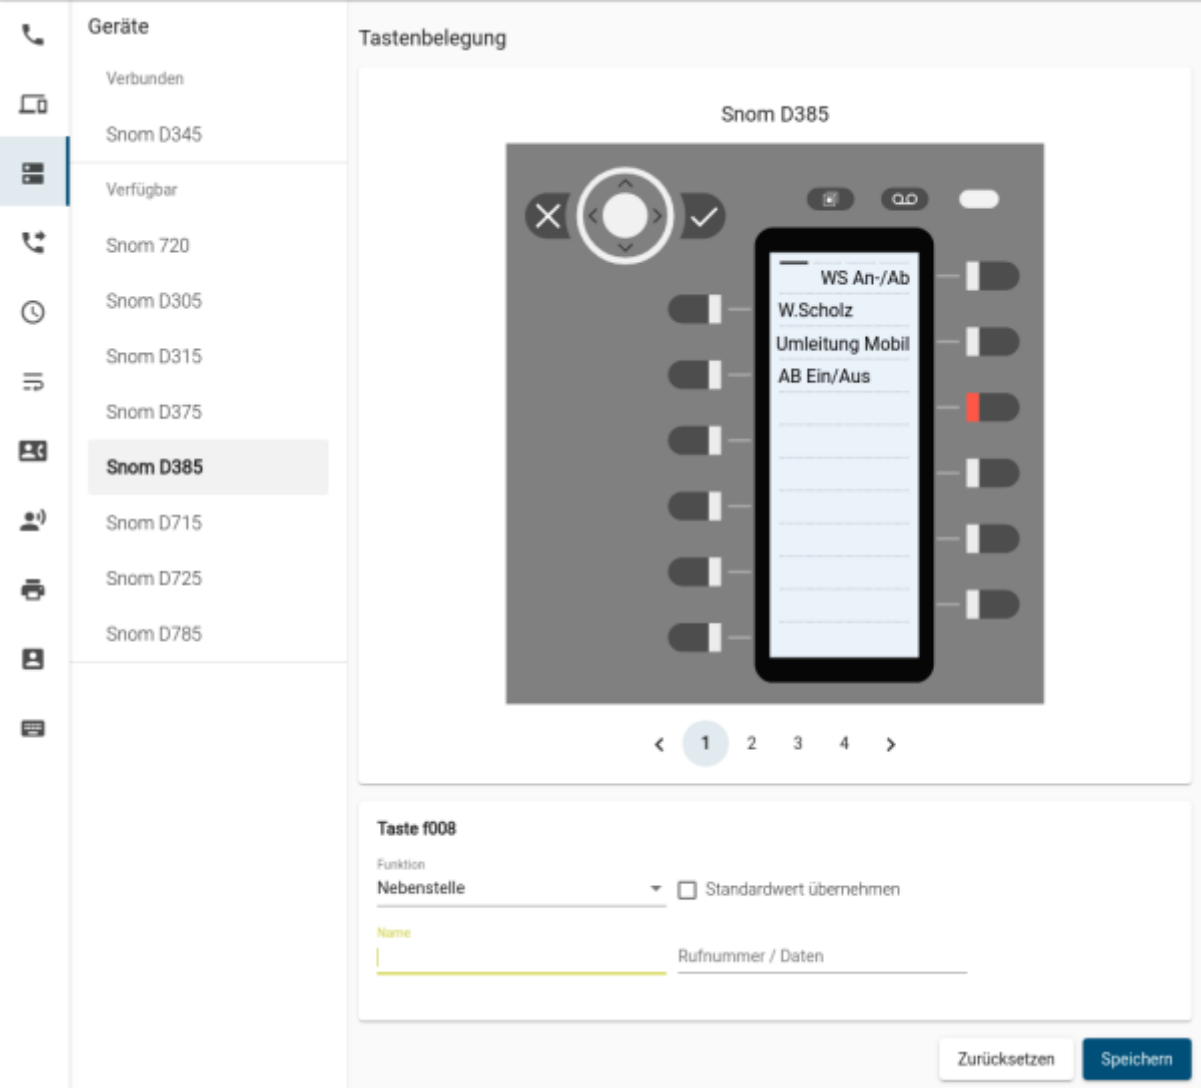 Geräte
Verbunden
Snom D345
Verfügbar
Snom 720
Snom D305
Snom D315
Snom D375
Snom D385
Snom D715
Snom D725
Snom D785
Tastenbelegung
Snom D385
WS An-/Ab
W.Scholz
Umleitung Mobil
AB Ein/Aus
1 2 3 4
Taste f008
Funktion
Nebenstelle
Standardwert übernehmen
Name
Rufnummer / Daten
Zurücksetzen
Speichern